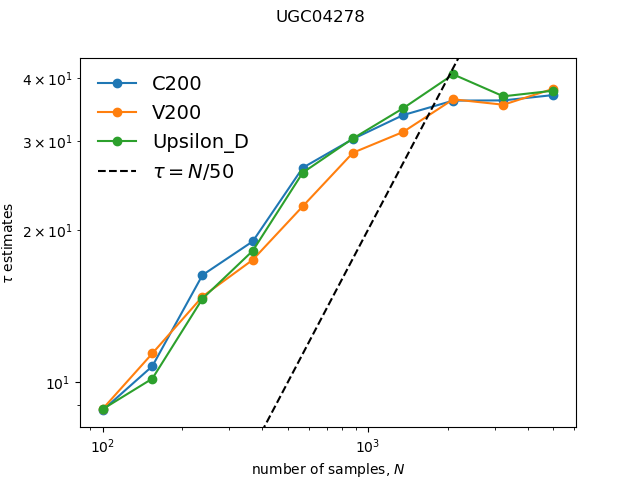 UGC04278
C200
V200
Upsilon_D
τ = N/50
4 × 10¹
3 × 10¹
2 × 10¹
10¹
τ estimates
10² 10³
number of samples, N